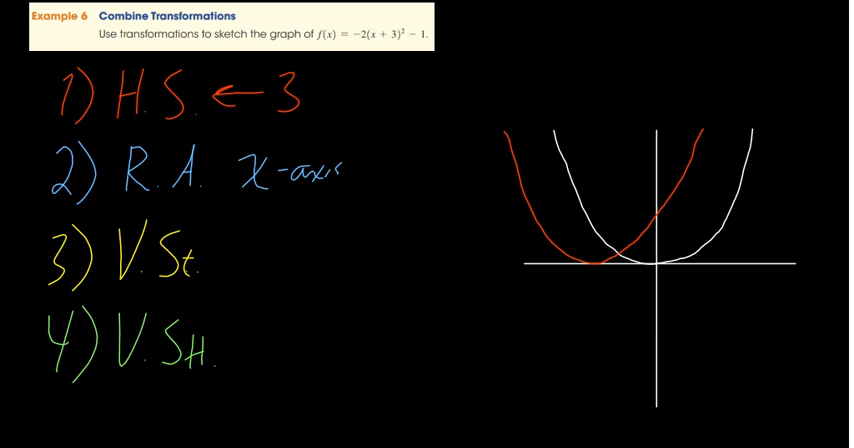 Example 6 Combine Transformations
Use transformations to sketch the graph of f(x) = −2(x + 3)² − 1.
1) H.S. ← 3
2) R.A. x-axis
3) V.St.
4) V.SH.